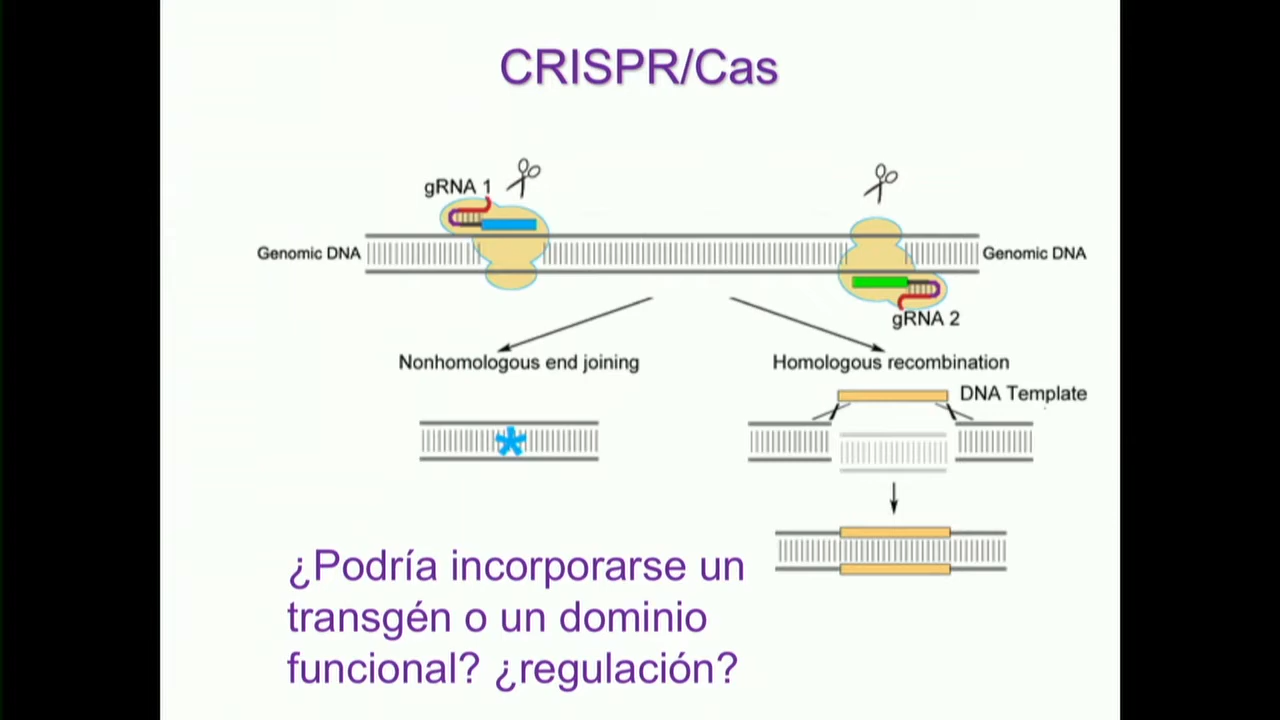 CRISPR/Cas
gRNA 1
Genomic DNA
Genomic DNA
gRNA 2
Nonhomologous end joining
Homologous recombination
DNA Template
¿Podría incorporarse un
transgén o un dominio
funcional? ¿regulación?